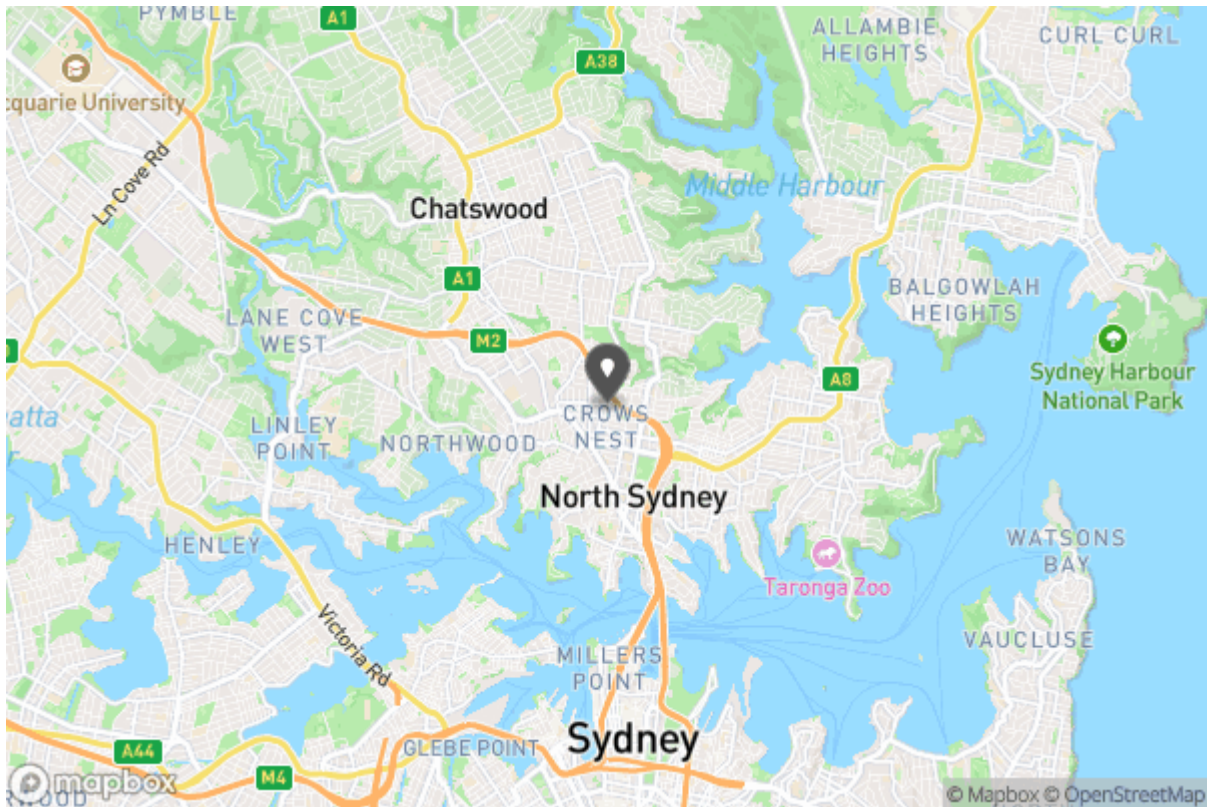 PYMBLE
A1
ALLAMBIE
HEIGHTS
CURL CURL
A38
cquarie University
Ln Cove Rd
Middle Harbour
Chatswood
A1
BALGOWLAH
HEIGHTS
LANE COVE
WEST
M2
Sydney Harbour
National Park
A8
atta
CROWS
NEST
LINLEY
POINT
NORTHWOOD
North Sydney
HENLEY
WATSONS
BAY
Taronga Zoo
Victoria Rd
VAUCLUSE
MILLERS
POINT
Sydney
GLEBE POINT
A44
M4
mapbox
© Mapbox © OpenStreetMap